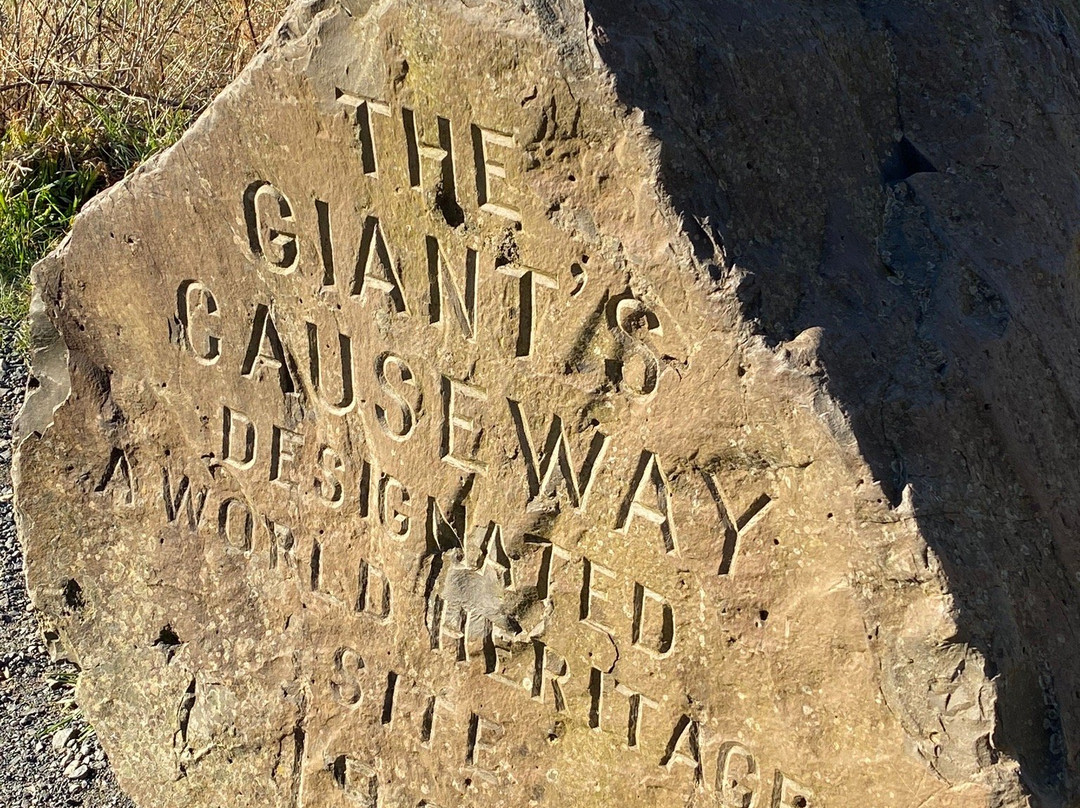 THE
GIANT'S
CAUSEWAY
DESIGNATED
A WORLD HERITAGE
SITE